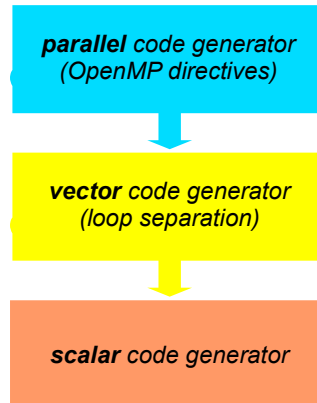 parallel code generator
(OpenMP directives)
vector code generator
(loop separation)
scalar code generator